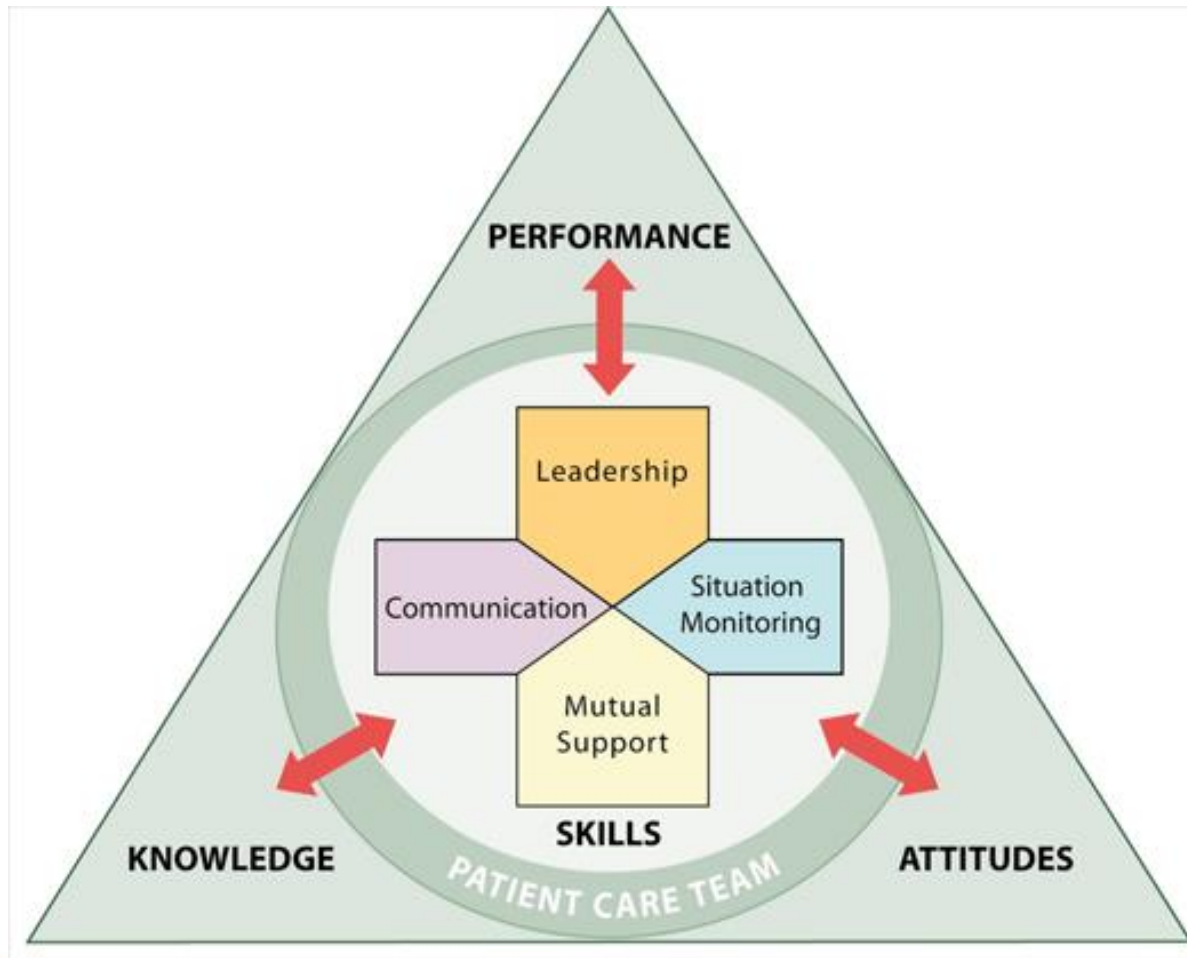 PERFORMANCE
Leadership
Communication
Situation
Monitoring
Mutual
Support
SKILLS
KNOWLEDGE
ATTITUDES
PATIENT CARE TEAM